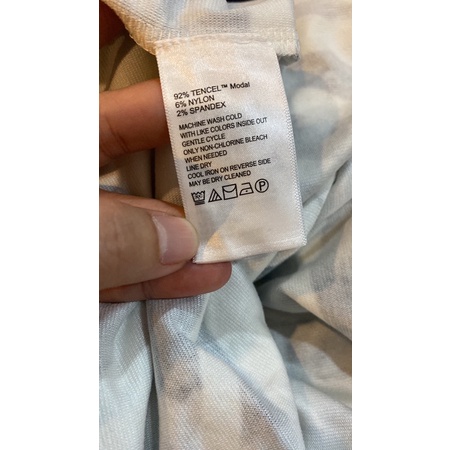 92% TENCEL™ Modal
6% NYLON
2% SPANDEX
MACHINE WASH COLD
WITH LIKE COLORS INSIDE OUT
GENTLE CYCLE
ONLY NON-CHLORINE BLEACH
WHEN NEEDED
LINE DRY
COOL IRON ON REVERSE SIDE
MAY BE DRY CLEANED
P